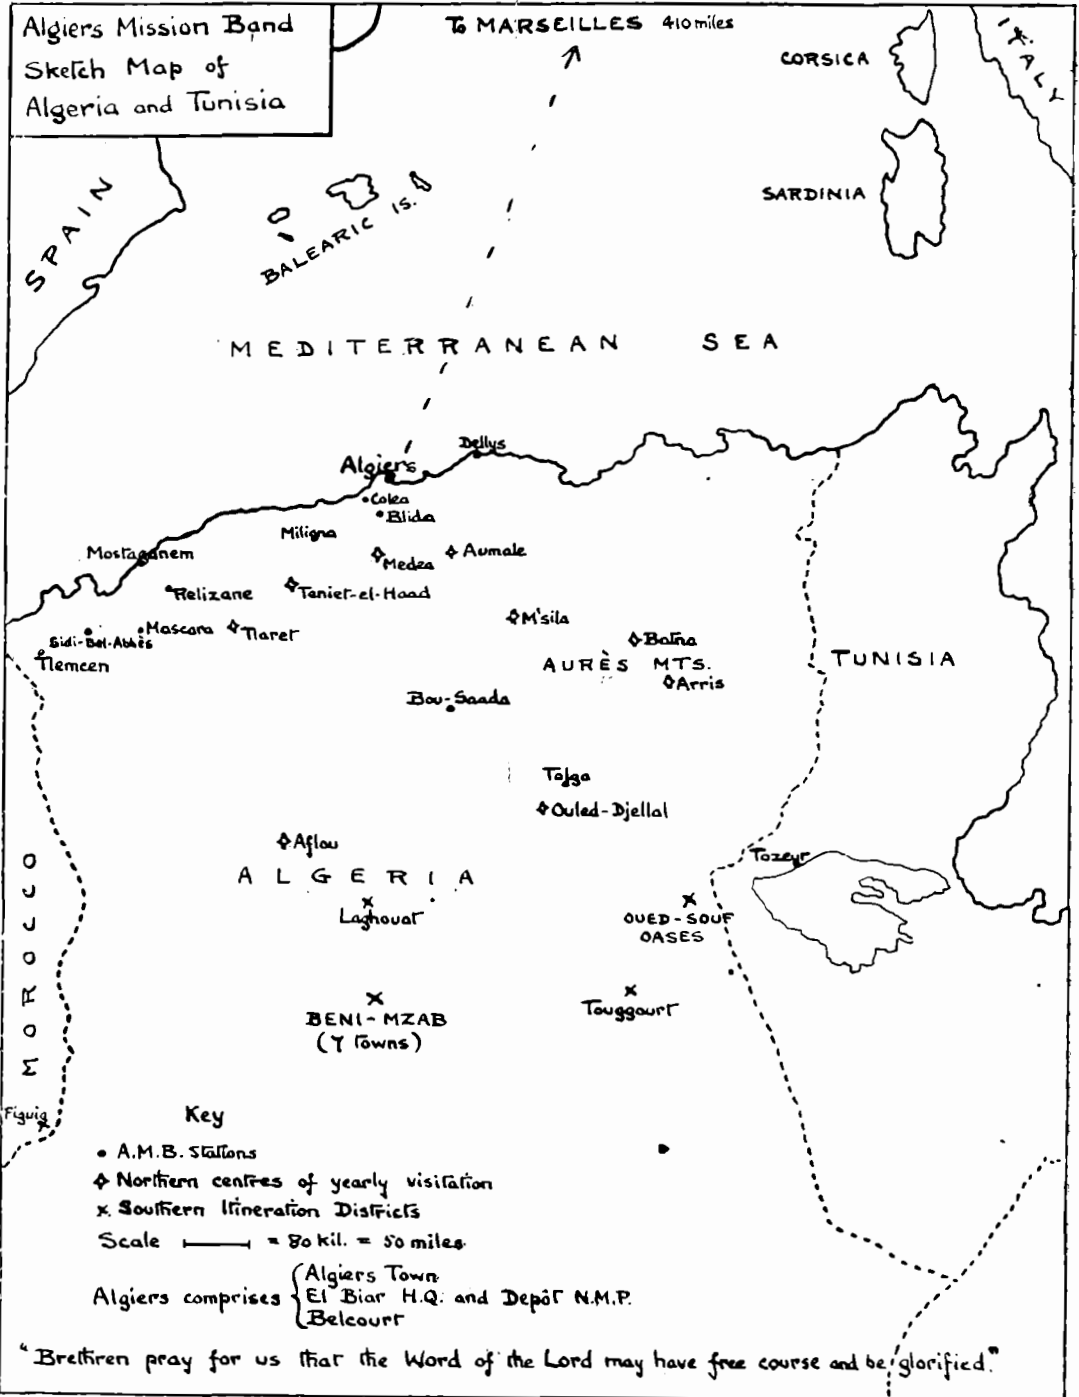 Algiers Mission Band
Sketch Map of
Algeria and Tunisia
To MARSEILLES 410 miles
CORSICA
ITALY
SARDINIA
SPAIN
BALEARIC IS.
MEDITERRANEAN SEA
Dellys
Algiers
Colea
Blida
Miligna
Mostaganem
Medea
Aumale
Relizane
Teniet-el-Haad
M'sila
Sidi-Bel-Abbès
Mascara
Tiaret
Batna
Tlemcen
AURÈS MTS.
TUNISIA
Arris
Bou-Saada
Tolga
Ouled-Djellal
Aflou
Tozeur
ALGERIA
Laghouat
OUED-SOUF
OASES
MOROCCO
BENI-MZAB
(7 Towns)
Touggourt
Figuig
Key
A.M.B. Stations
Northern centres of yearly visitation
x. Southern Itineration Districts
Scale = 80 kil. = 50 miles.
Algiers comprises { Algiers Town
El Biar H.Q. and Depôt N.M.P.
Belcourt
"Brethren pray for us that the Word of the Lord may have free course and be glorified."